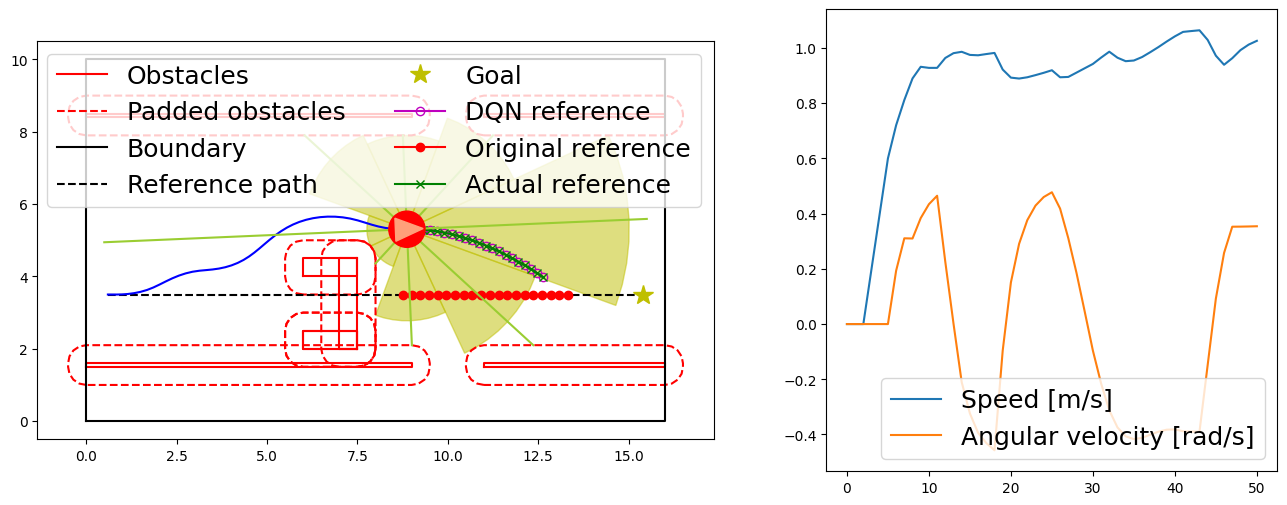 10
8
6
4
2
0
0.0 2.5 5.0 7.5 10.0 12.5 15.0
Obstacles
Padded obstacles
Boundary
Reference path
Goal
DQN reference
Original reference
Actual reference
1.0
0.8
0.6
0.4
0.2
0.0
−0.2
−0.4
0 10 20 30 40 50
Speed [m/s]
Angular velocity [rad/s]